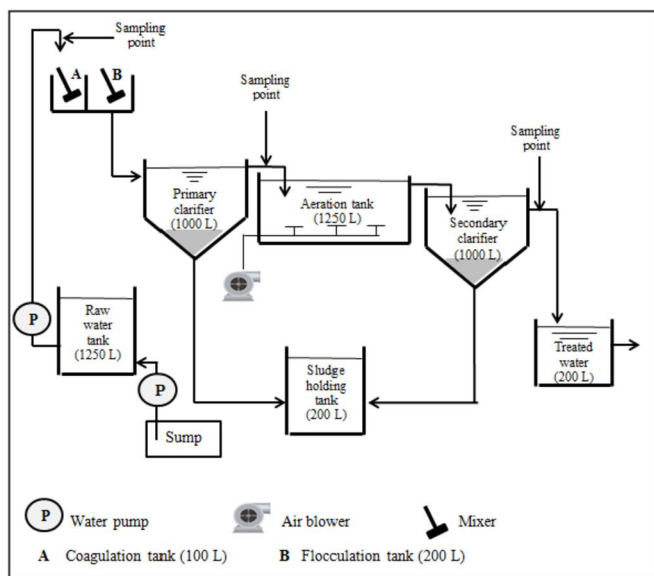 Sampling
point
A
B
Sampling
point
Sampling
point
Primary
clarifier
(1000 L)
Aeration tank
(1250 L)
Secondary
clarifier
(1000 L)
P
Raw
water
tank
(1250 L)
P
Sump
Sludge
holding
tank
(200 L)
Treated
water
(200 L)
P Water pump
Air blower
Mixer
A Coagulation tank (100 L)
B Flocculation tank (200 L)